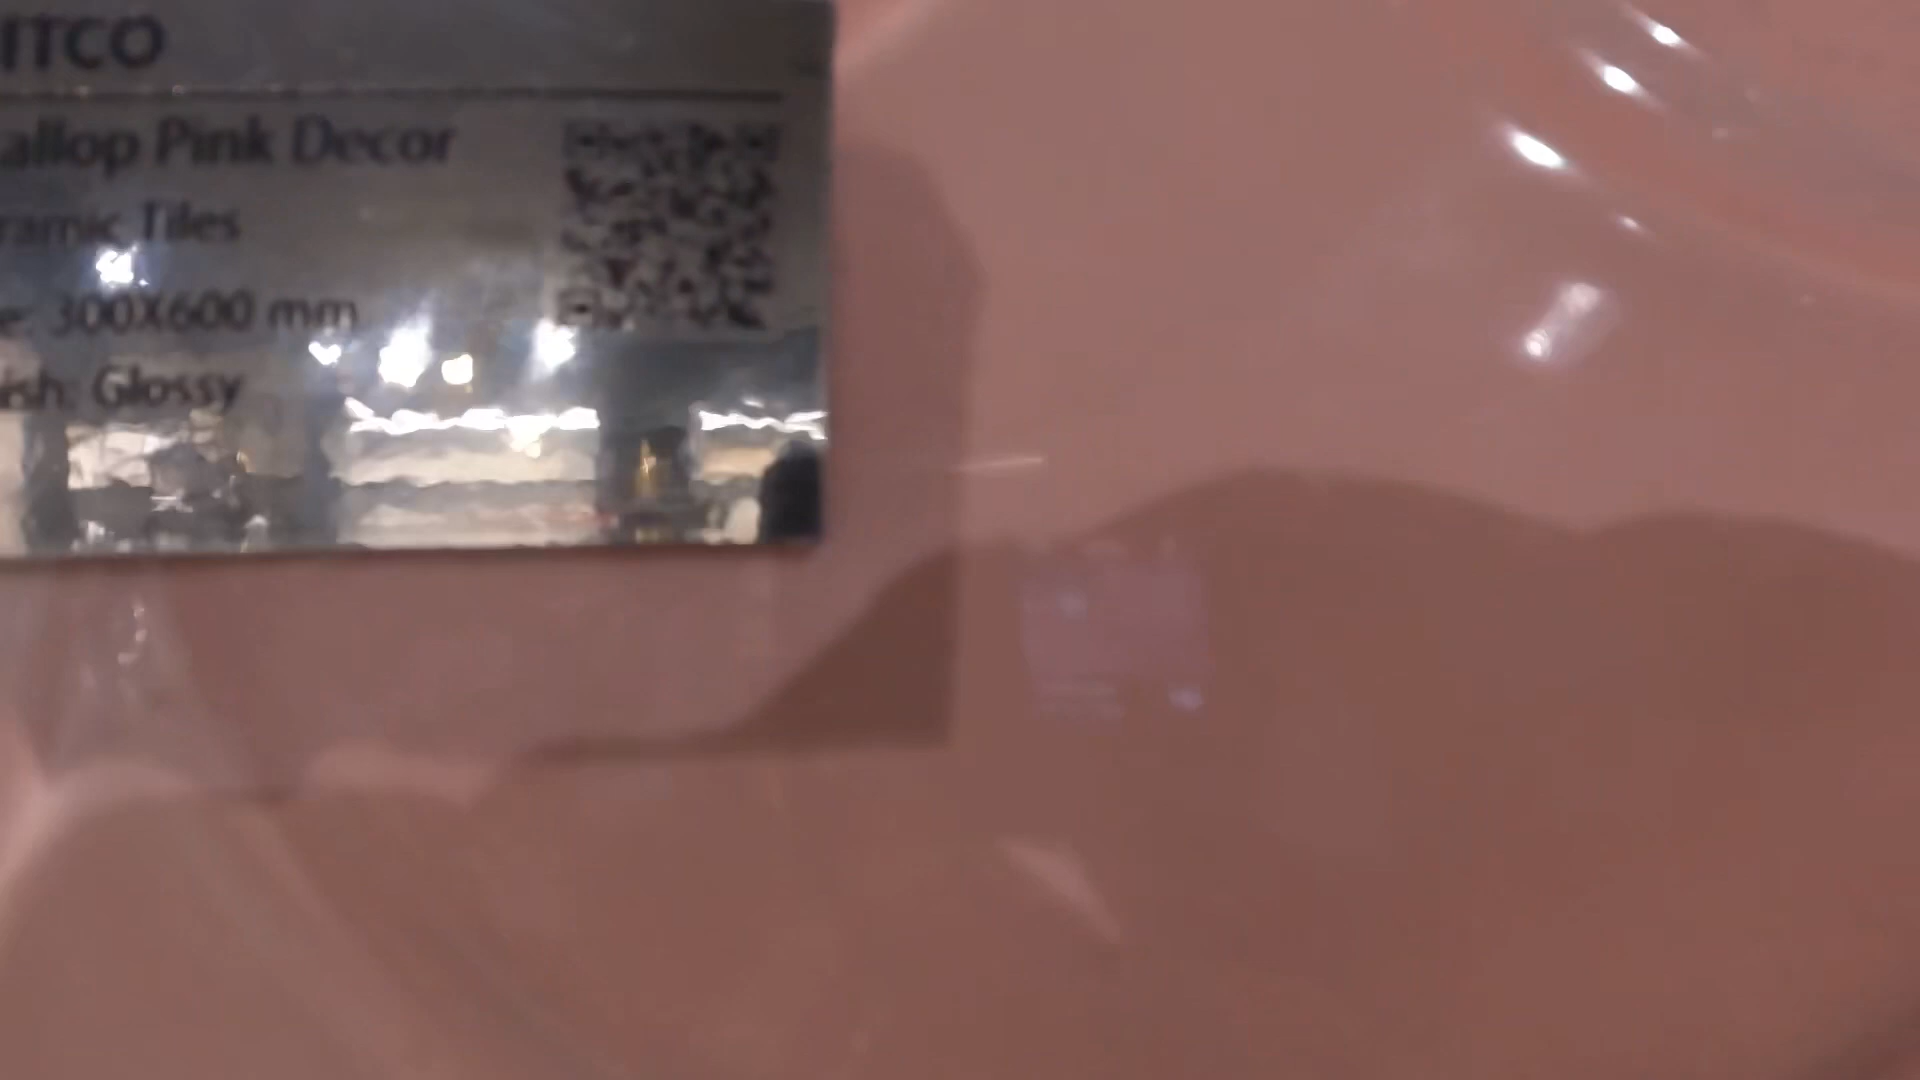 ITCO
allop Pink Decor
ramic Tiles
e: 300X600 mm
ish: Glossy